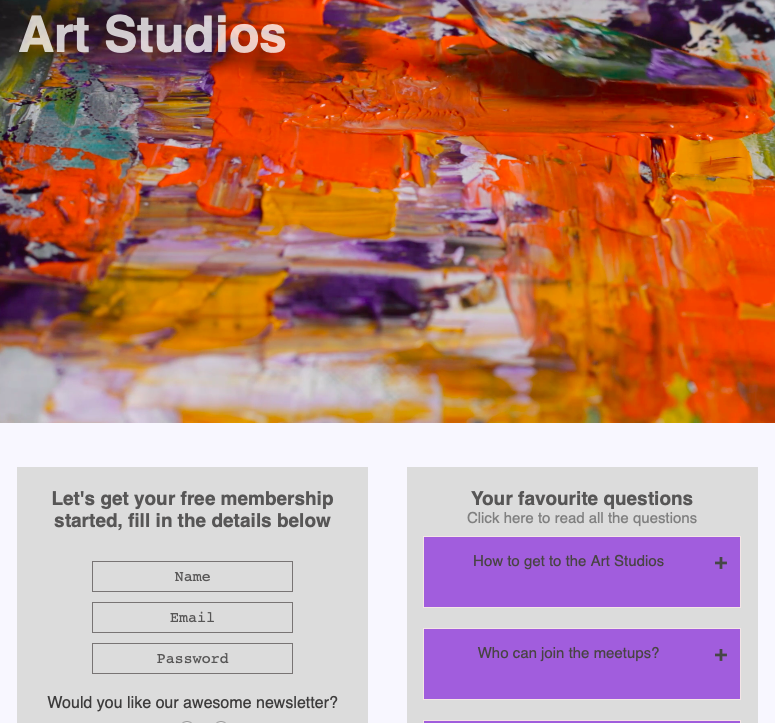 Art Studios
Let's get your free membership
started, fill in the details below
Name
Email
Password
Would you like our awesome newsletter?
Your favourite questions
Click here to read all the questions
How to get to the Art Studios +
Who can join the meetups? +